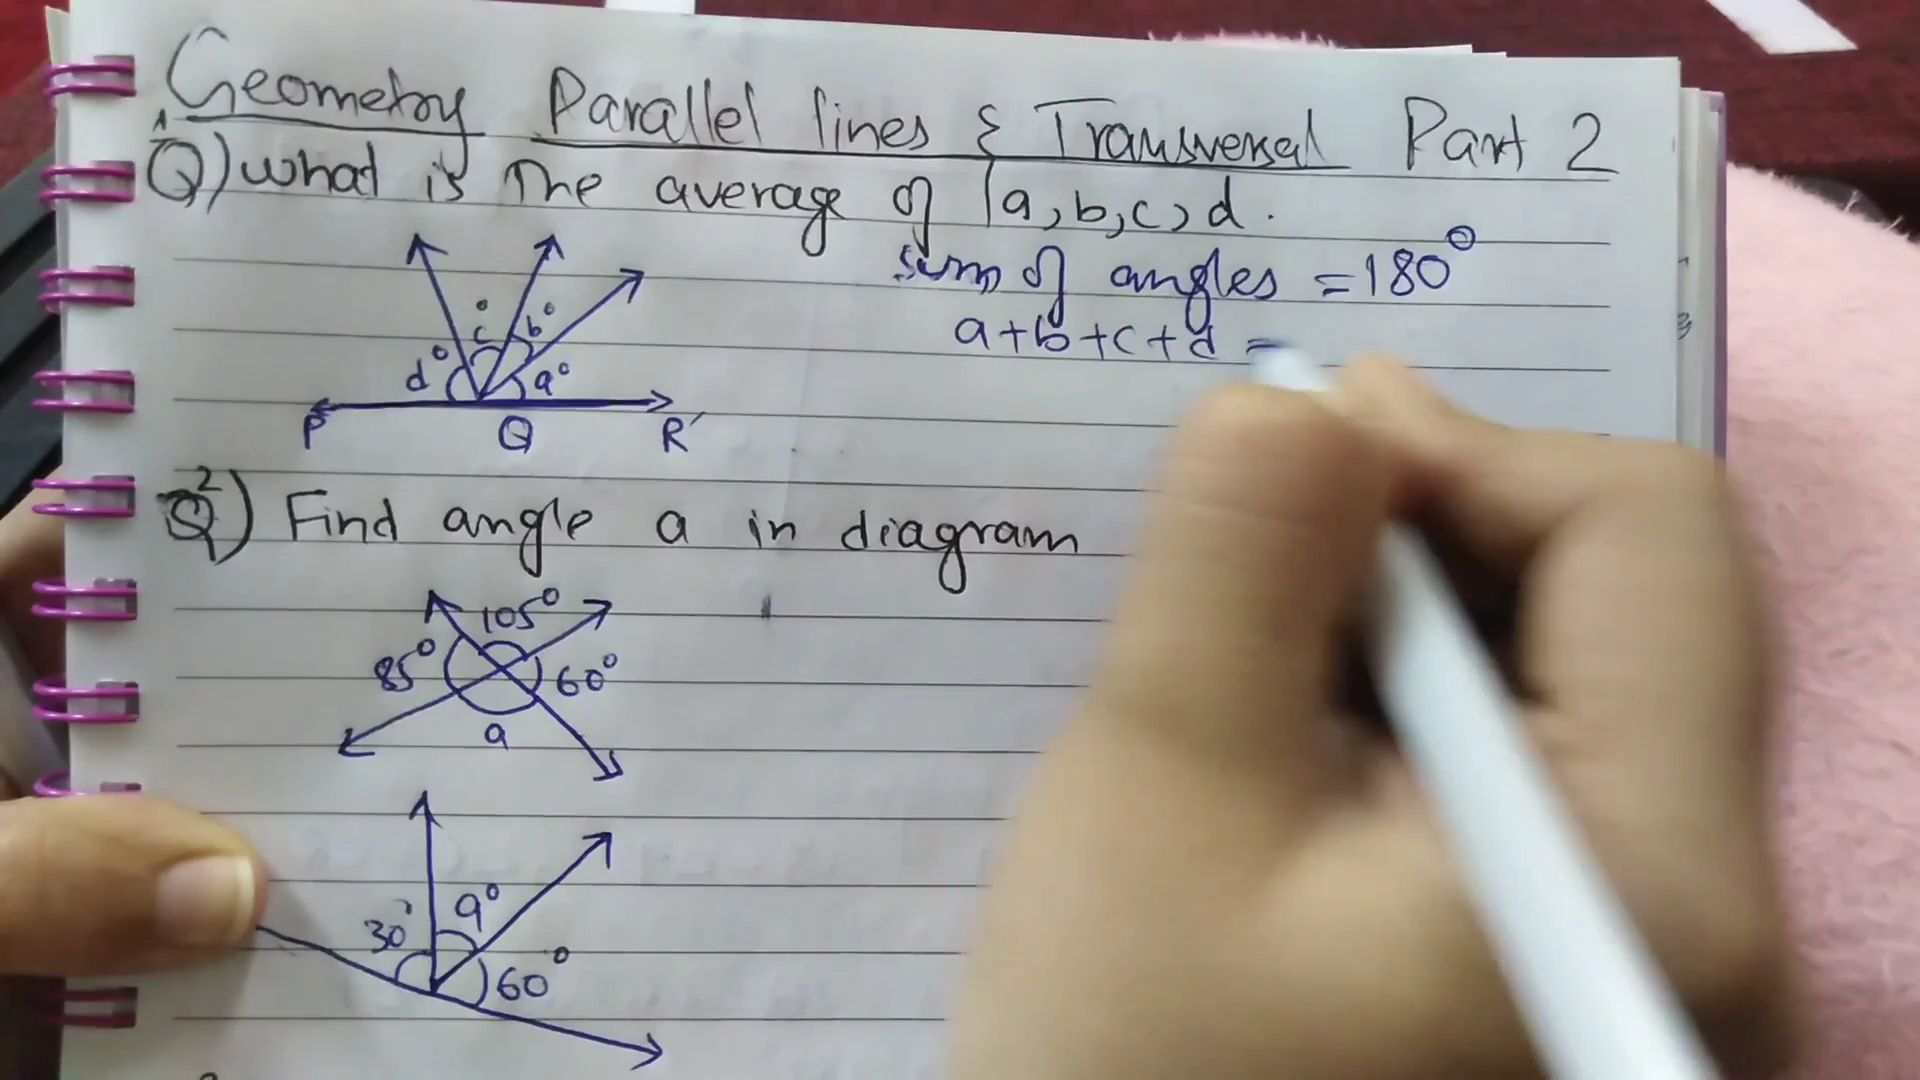 Geometry Parallel lines & Transversal Part 2
Q1) what is The average of a, b, c, d.
sum of angles = 180°
a + b + c + d =
c° b°
d° a°
P Q R
Q2) Find angle a in diagram
105°
85° 60°
a
30° a°
60°